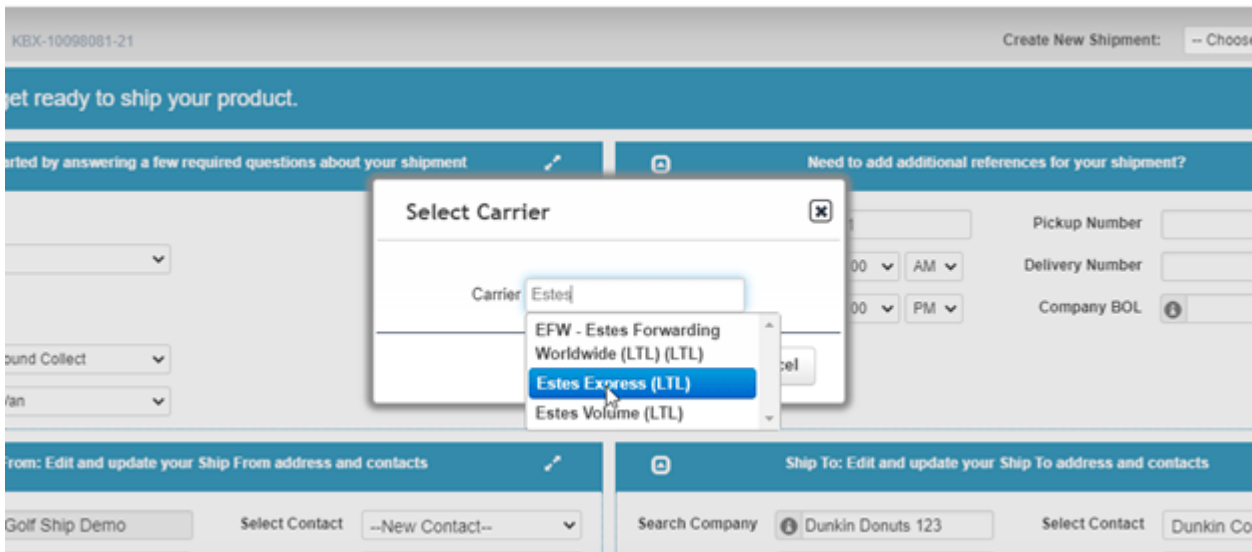 KBX-10098081-21
Create New Shipment:
-- Choose
get ready to ship your product.
arted by answering a few required questions about your shipment
Need to add additional references for your shipment?
Select Carrier
1
Pickup Number
00
AM
Delivery Number
Carrier
Estes
00
PM
Company BOL
EFW - Estes Forwarding
Worldwide (LTL) (LTL)
ound Collect
cel
Estes Express (LTL)
Van
Estes Volume (LTL)
From: Edit and update your Ship From address and contacts
Ship To: Edit and update your Ship To address and contacts
Golf Ship Demo
Select Contact
--New Contact--
Search Company
Dunkin Donuts 123
Select Contact
Dunkin Co